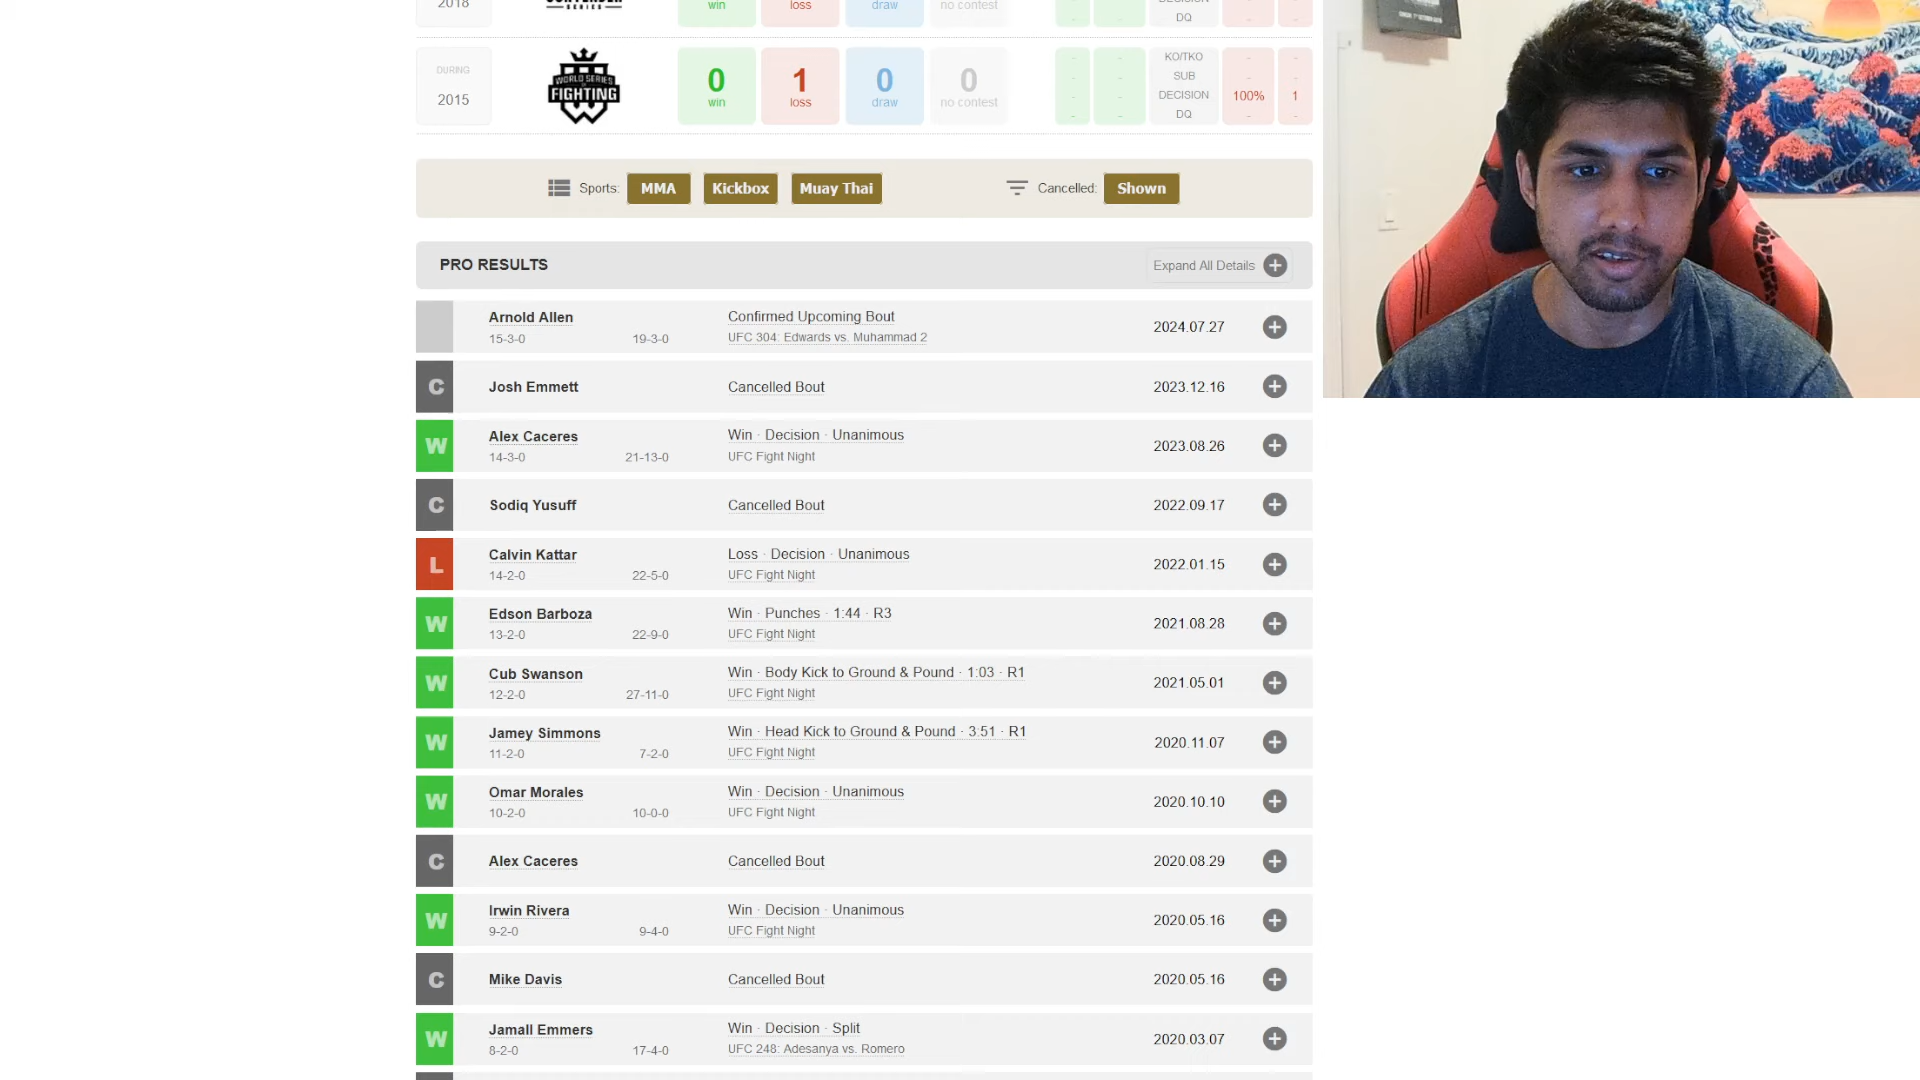 2018
SERIES
win
loss
draw
no contest
-
-
DECISION
DQ
-
-
-
-
DURING
2015
WORLD SERIES
OF
FIGHTING
0
win
1
loss
0
draw
0
no contest
-
-
-
-
-
-
-
-
KO/TKO
SUB
DECISION
DQ
-
-
100%
-
-
-
1
-
Sports:
MMA
Kickbox
Muay Thai
Cancelled:
Shown
PRO RESULTS
Expand All Details
Arnold Allen
15-3-0
19-3-0
Confirmed Upcoming Bout
UFC 304: Edwards vs. Muhammad 2
2024.07.27
C
Josh Emmett
Cancelled Bout
2023.12.16
W
Alex Caceres
14-3-0
21-13-0
Win · Decision · Unanimous
UFC Fight Night
2023.08.26
C
Sodiq Yusuff
Cancelled Bout
2022.09.17
L
Calvin Kattar
14-2-0
22-5-0
Loss · Decision · Unanimous
UFC Fight Night
2022.01.15
W
Edson Barboza
13-2-0
22-9-0
Win · Punches · 1:44 · R3
UFC Fight Night
2021.08.28
W
Cub Swanson
12-2-0
27-11-0
Win · Body Kick to Ground & Pound · 1:03 · R1
UFC Fight Night
2021.05.01
W
Jamey Simmons
11-2-0
7-2-0
Win · Head Kick to Ground & Pound · 3:51 · R1
UFC Fight Night
2020.11.07
W
Omar Morales
10-2-0
10-0-0
Win · Decision · Unanimous
UFC Fight Night
2020.10.10
C
Alex Caceres
Cancelled Bout
2020.08.29
W
Irwin Rivera
9-2-0
9-4-0
Win · Decision · Unanimous
UFC Fight Night
2020.05.16
C
Mike Davis
Cancelled Bout
2020.05.16
W
Jamall Emmers
8-2-0
17-4-0
Win · Decision · Split
UFC 248: Adesanya vs. Romero
2020.03.07